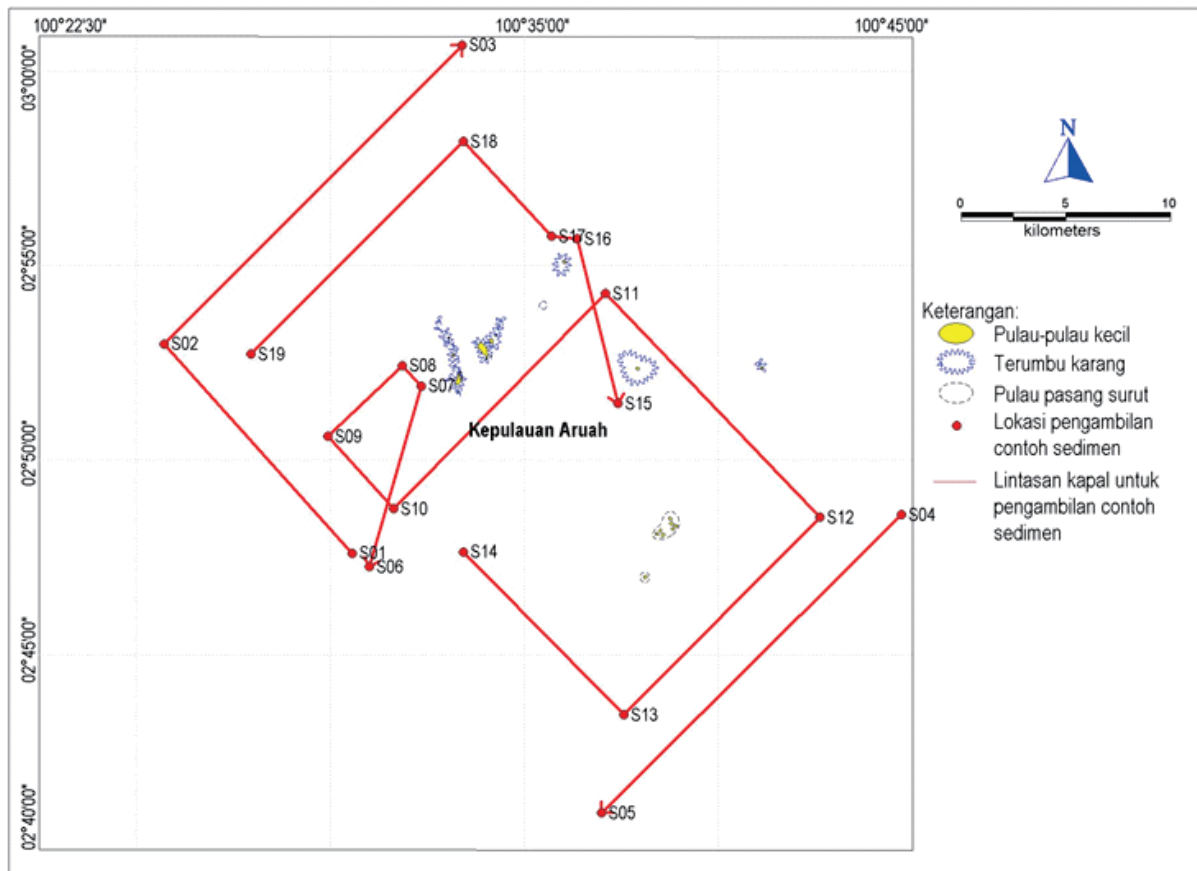 100°22'30" 100°35'00" 100°45'00"
03°00'00"
02°55'00"
02°50'00"
02°45'00"
02°40'00"
S03
S18
S17
S16
S11
S02
S19
S08
S07
S15
S09
Kepulauan Aruah
S10
S12
S04
S01
S14
S06
S13
S05
N
0 5 10
kilometers
Keterangan:
Pulau-pulau kecil
Terumbu karang
Pulau pasang surut
Lokasi pengambilan
contoh sedimen
Lintasan kapal untuk
pengambilan contoh
sedimen